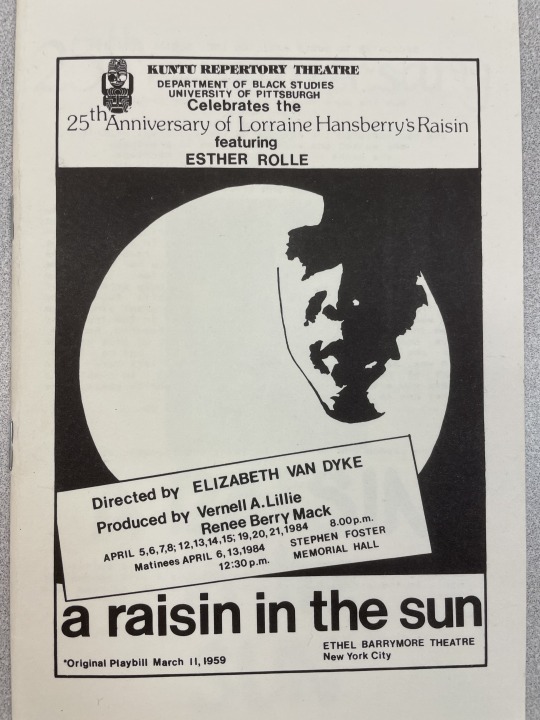 KUNTU REPERTORY THEATRE
DEPARTMENT OF BLACK STUDIES
UNIVERSITY OF PITTSBURGH
Celebrates the
25th Anniversary of Lorraine Hansberry's Raisin
featuring
ESTHER ROLLE
Directed by ELIZABETH VAN DYKE
Produced by Vernell A. Lillie
Renee Berry Mack
APRIL 5,6,7,8; 12,13,14,15; 19,20,21,1984 8.00 p.m.
Matinees APRIL 6,13,1984 STEPHEN FOSTER
12:30 p.m. MEMORIAL HALL
a raisin in the sun
ETHEL BARRYMORE THEATRE
*Original Playbill March 11, 1959 New York City